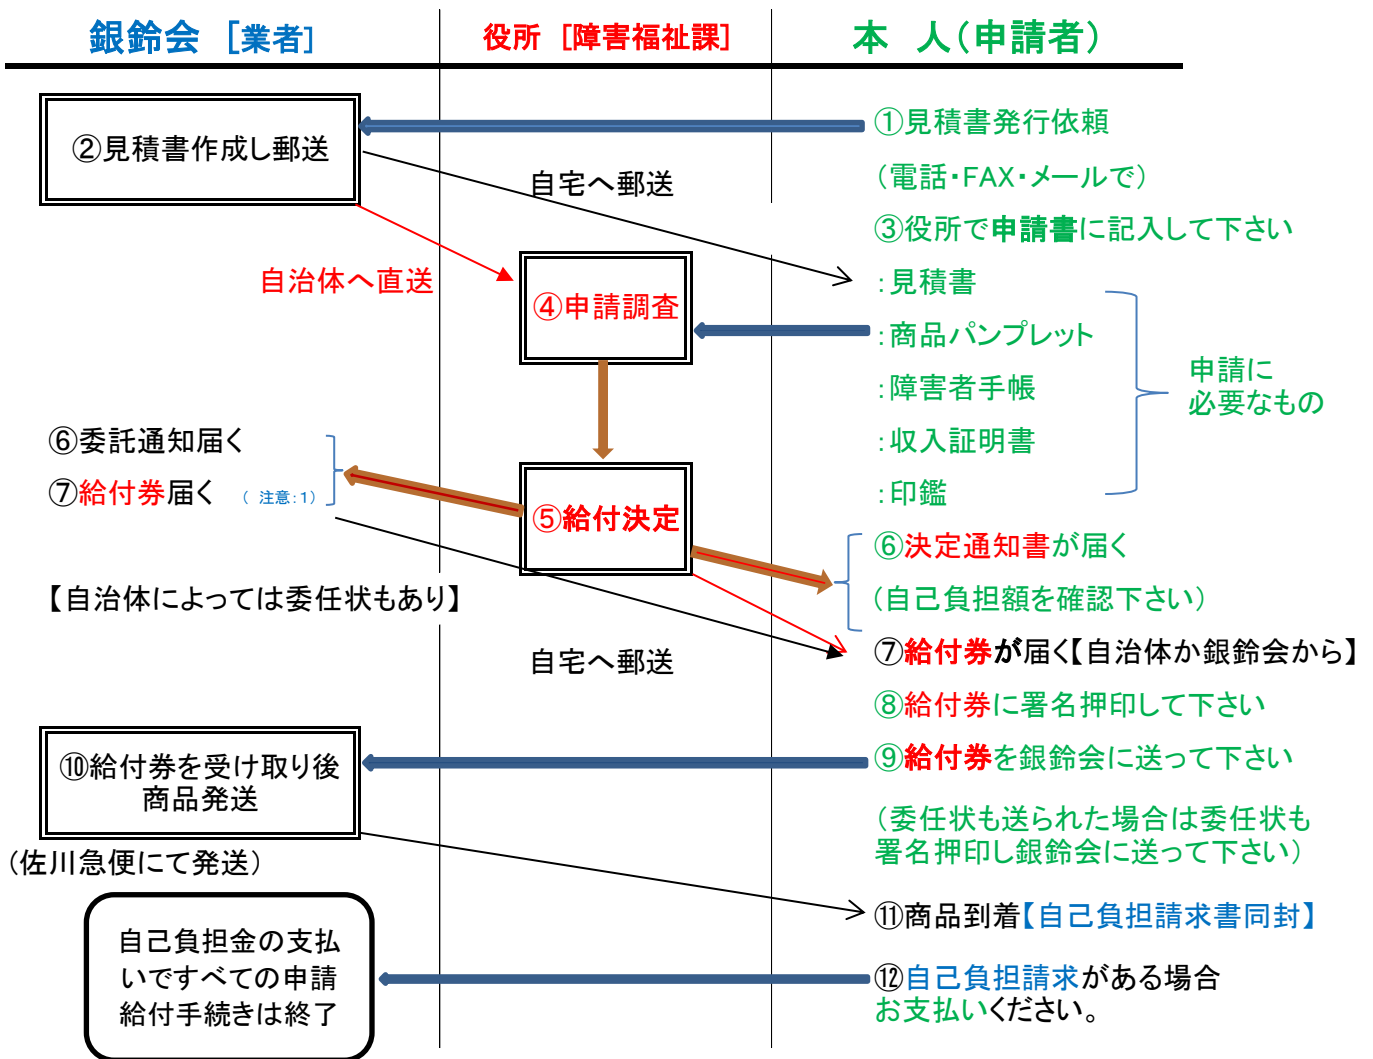 銀鈴会 [業者]
役所 [障害福祉課]
本 人(申請者)
②見積書作成し郵送
①見積書発行依頼
(電話・FAX・メールで)
自宅へ郵送
③役所で申請書に記入して下さい
自治体へ直送
④申請調査
:見積書
:商品パンプレット
:障害者手帳
:収入証明書
:印鑑
申請に
必要なもの
⑥委託通知届く
⑦給付券届く (注意:1)
⑤給付決定
⑥決定通知書が届く
(自己負担額を確認下さい)
【自治体によっては委任状もあり】
自宅へ郵送
⑦給付券が届く【自治体か銀鈴会から】
⑧給付券に署名押印して下さい
⑨給付券を銀鈴会に送って下さい
(委任状も送られた場合は委任状も
署名押印し銀鈴会に送って下さい)
⑩給付券を受け取り後
商品発送
(佐川急便にて発送)
⑪商品到着【自己負担請求書同封】
自己負担金の支払
いですべての申請
給付手続きは終了
⑫自己負担請求がある場合
お支払いください。